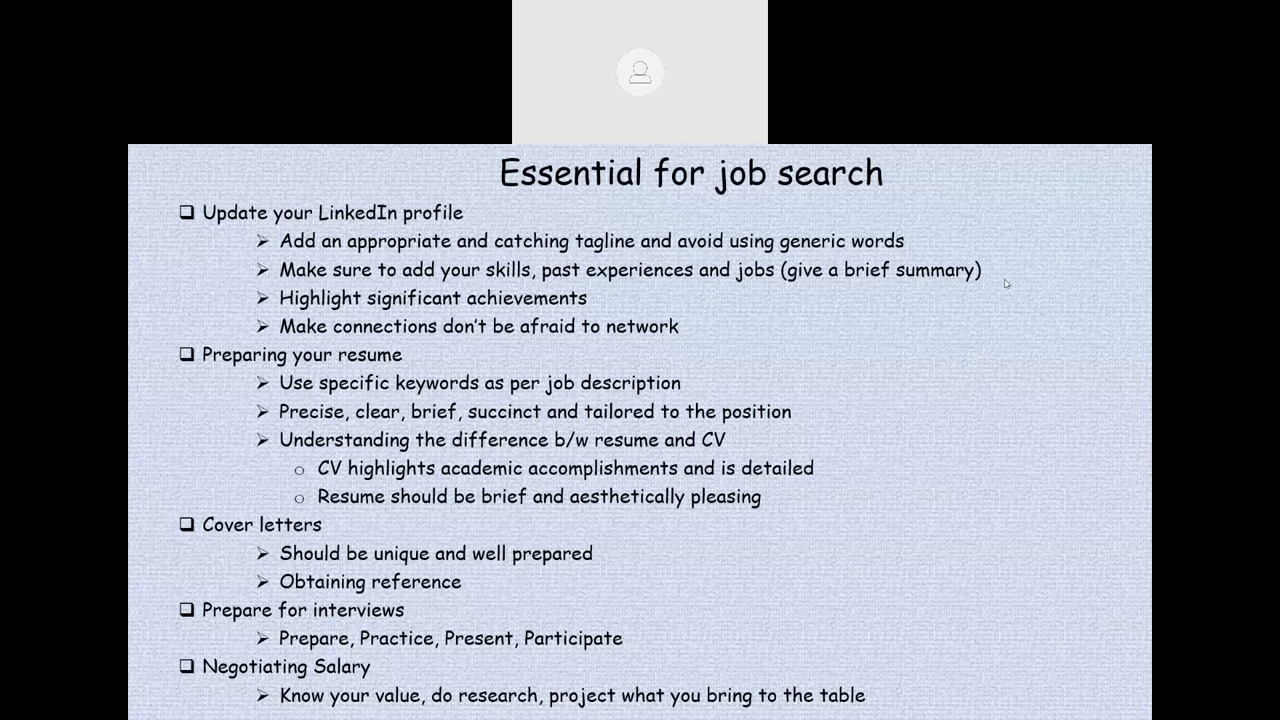 Essential for job search
❑ Update your LinkedIn profile
➢ Add an appropriate and catching tagline and avoid using generic words
➢ Make sure to add your skills, past experiences and jobs (give a brief summary)
➢ Highlight significant achievements
➢ Make connections don't be afraid to network
❑ Preparing your resume
➢ Use specific keywords as per job description
➢ Precise, clear, brief, succinct and tailored to the position
➢ Understanding the difference b/w resume and CV
o CV highlights academic accomplishments and is detailed
o Resume should be brief and aesthetically pleasing
❑ Cover letters
➢ Should be unique and well prepared
➢ Obtaining reference
❑ Prepare for interviews
➢ Prepare, Practice, Present, Participate
❑ Negotiating Salary
➢ Know your value, do research, project what you bring to the table